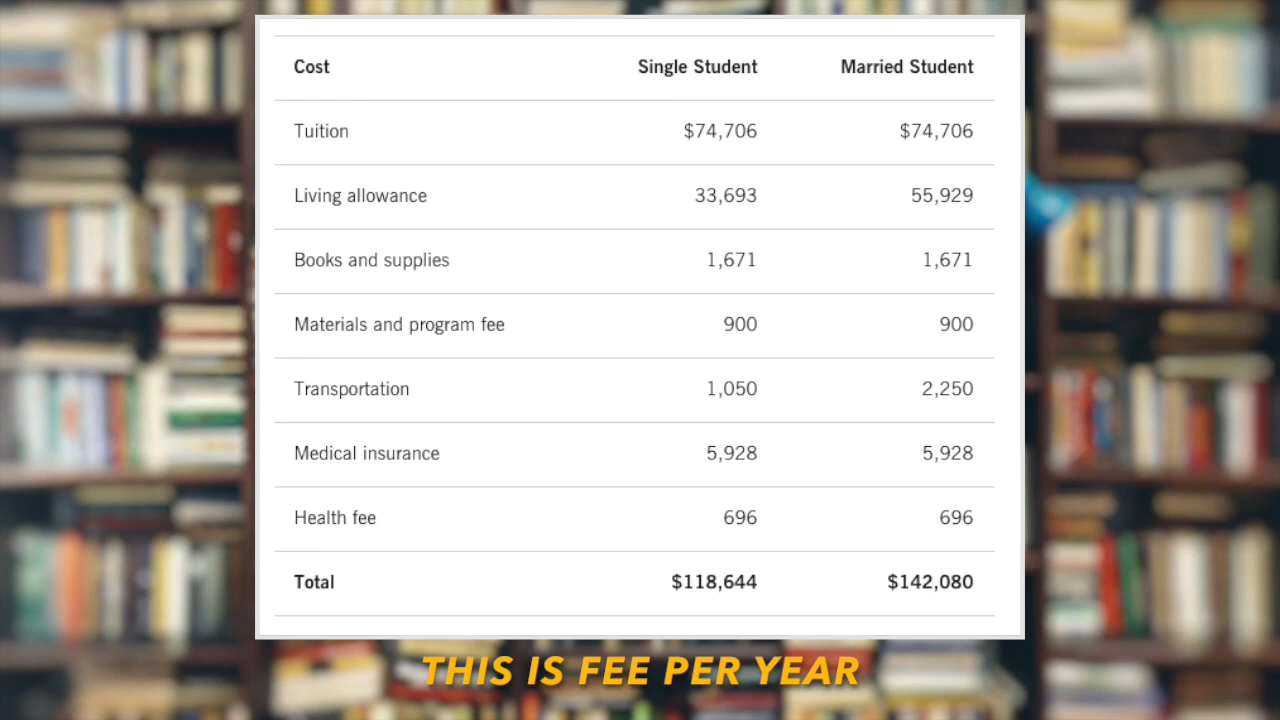 Cost Single Student Married Student
Tuition $74,706 $74,706
Living allowance 33,693 55,929
Books and supplies 1,671 1,671
Materials and program fee 900 900
Transportation 1,050 2,250
Medical insurance 5,928 5,928
Health fee 696 696
Total $118,644 $142,080
THIS IS FEE PER YEAR